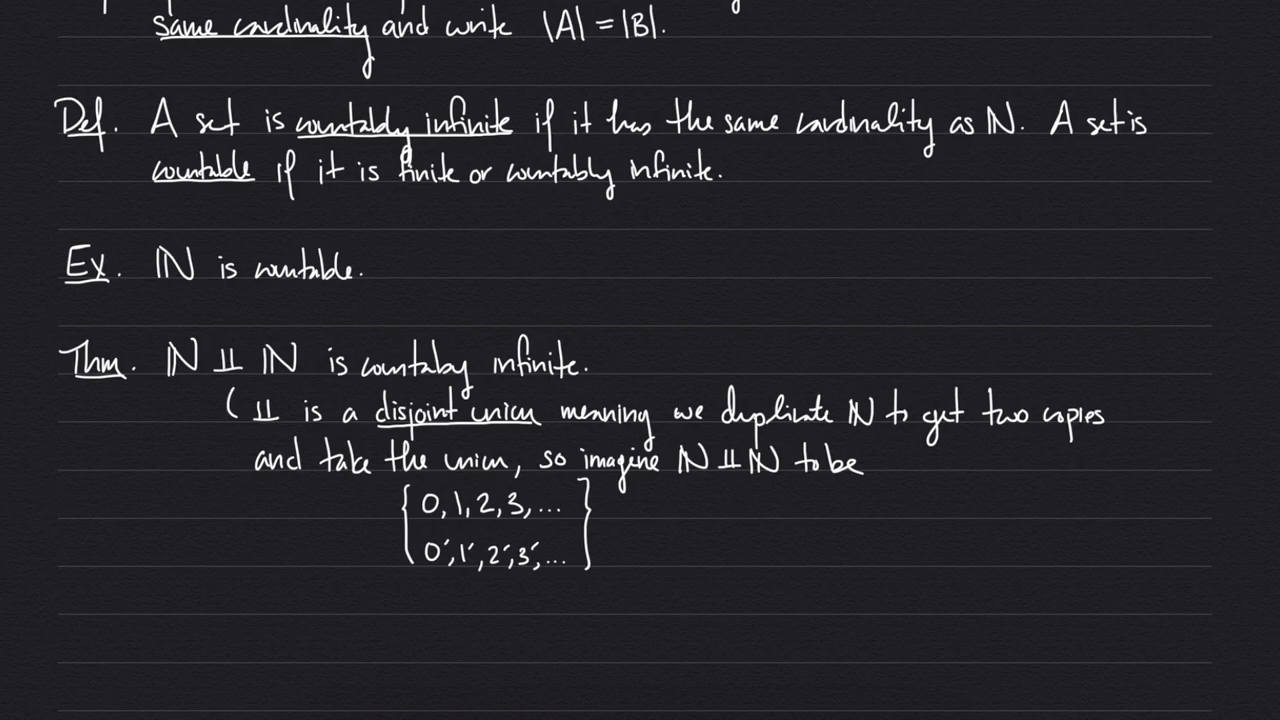 same cardinality and write |A| = |B|.
Def. A set is countably infinite if it has the same cardinality as ℕ. A set is
countable if it is finite or countably infinite.
Ex. ℕ is countable.
Thm. ℕ ⨿ ℕ is countaby infinite.
( ⨿ is a disjoint union meaning we duplicate ℕ to get two copies
and take the union, so imagine ℕ ⨿ ℕ to be
{ 0, 1, 2, 3, ... }
0′, 1′, 2′, 3′, ...